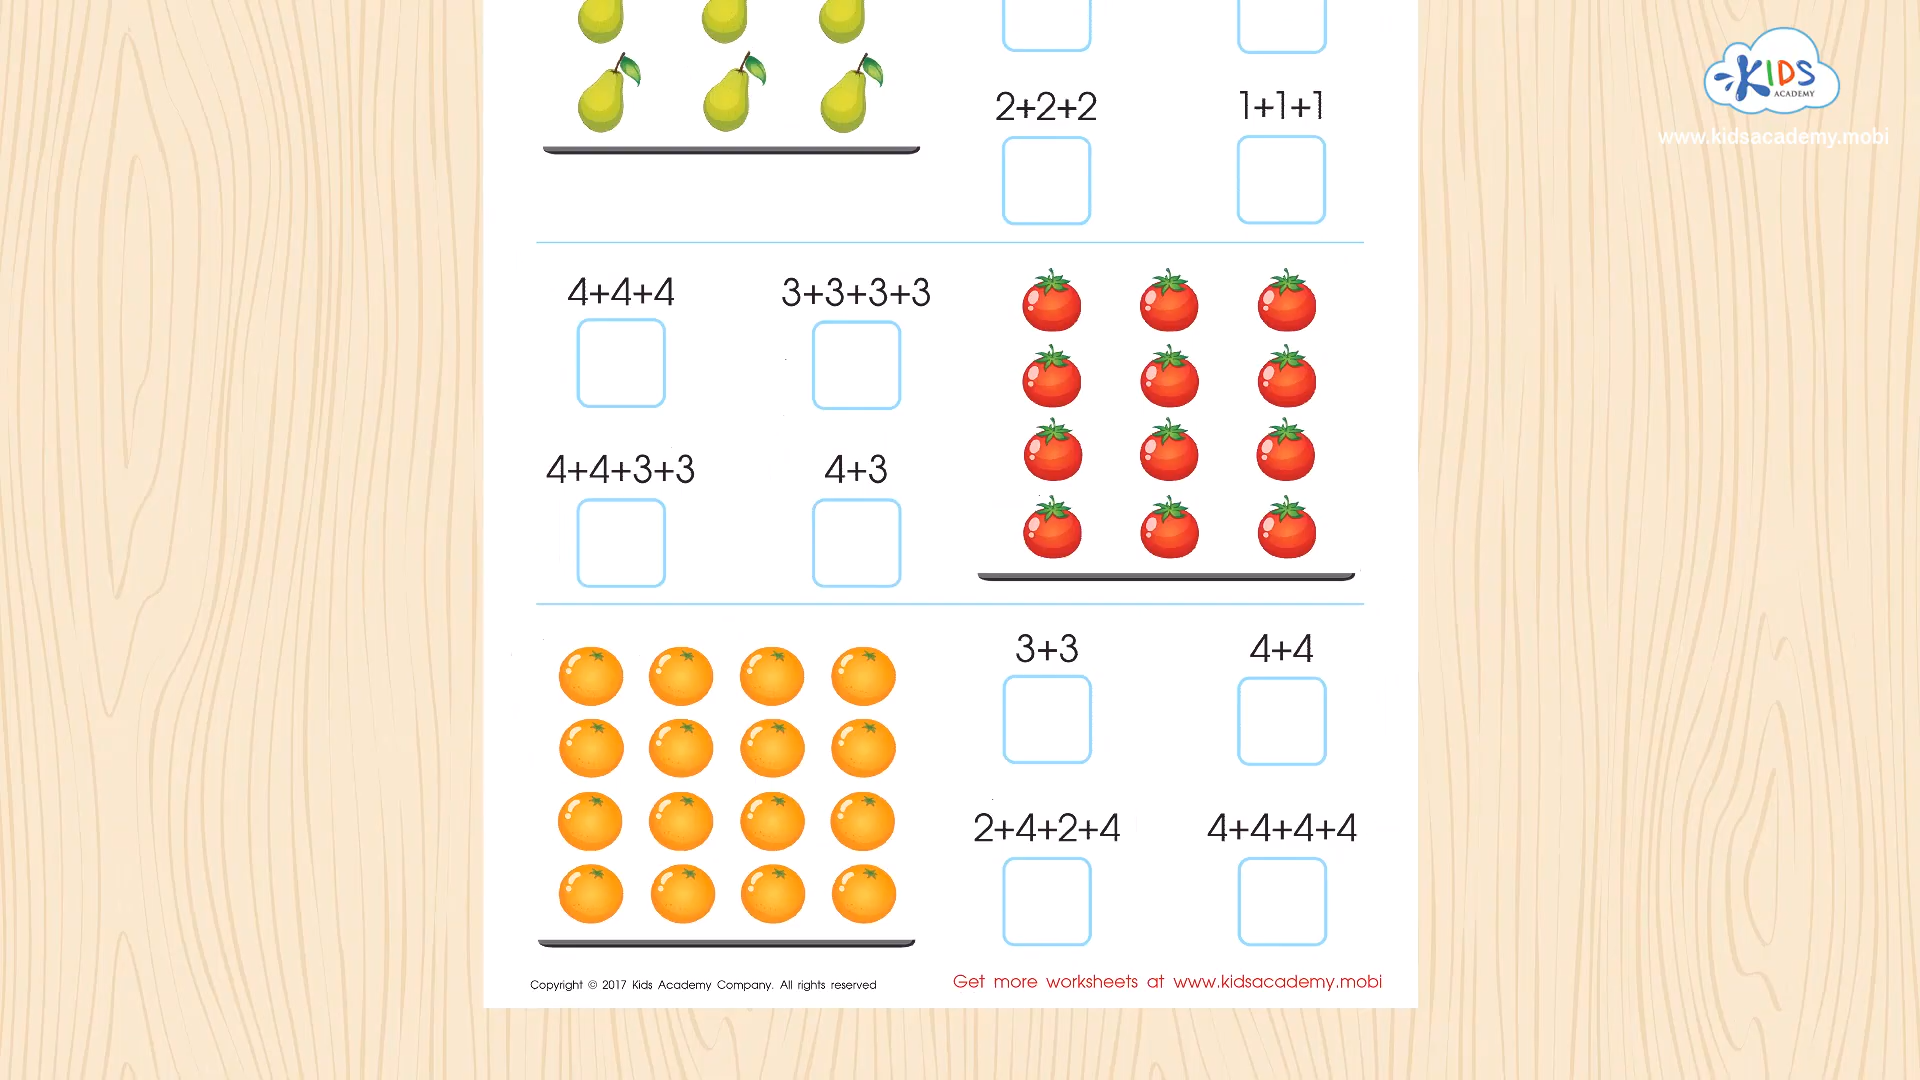 KIDS
ACADEMY
www.kidsacademy.mobi
2+2+2
1+1+1
4+4+4
3+3+3+3
4+4+3+3
4+3
3+3
4+4
2+4+2+4
4+4+4+4
Copyright © 2017 Kids Academy Company. All rights reserved
Get more worksheets at www.kidsacademy.mobi